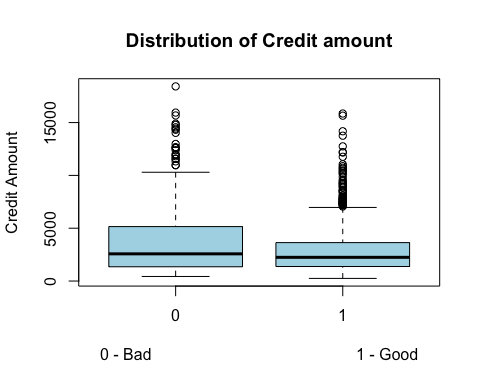 Distribution of Credit amount
Credit Amount
15000
5000
0
0 1
0 - Bad 1 - Good